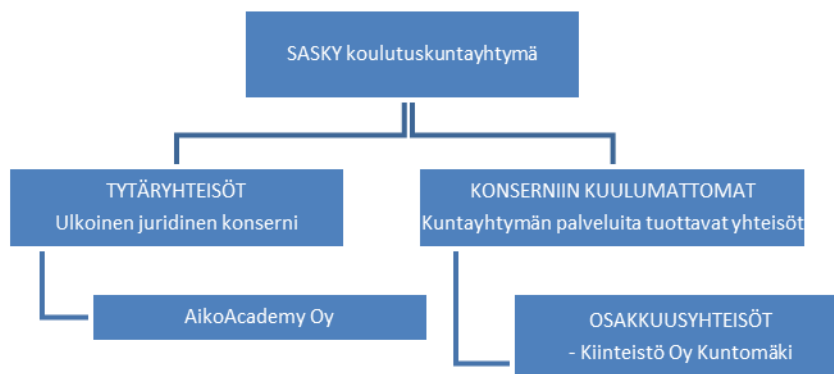 SASKY koulutuskuntayhtymä
TYTÄRYHTEISÖT
Ulkoinen juridinen konserni
KONSERNIIN KUULUMATTOMAT
Kuntayhtymän palveluita tuottavat yhteisöt
AikoAcademy Oy
OSAKKUUSYHTEISÖT
- Kiinteistö Oy Kuntomäki